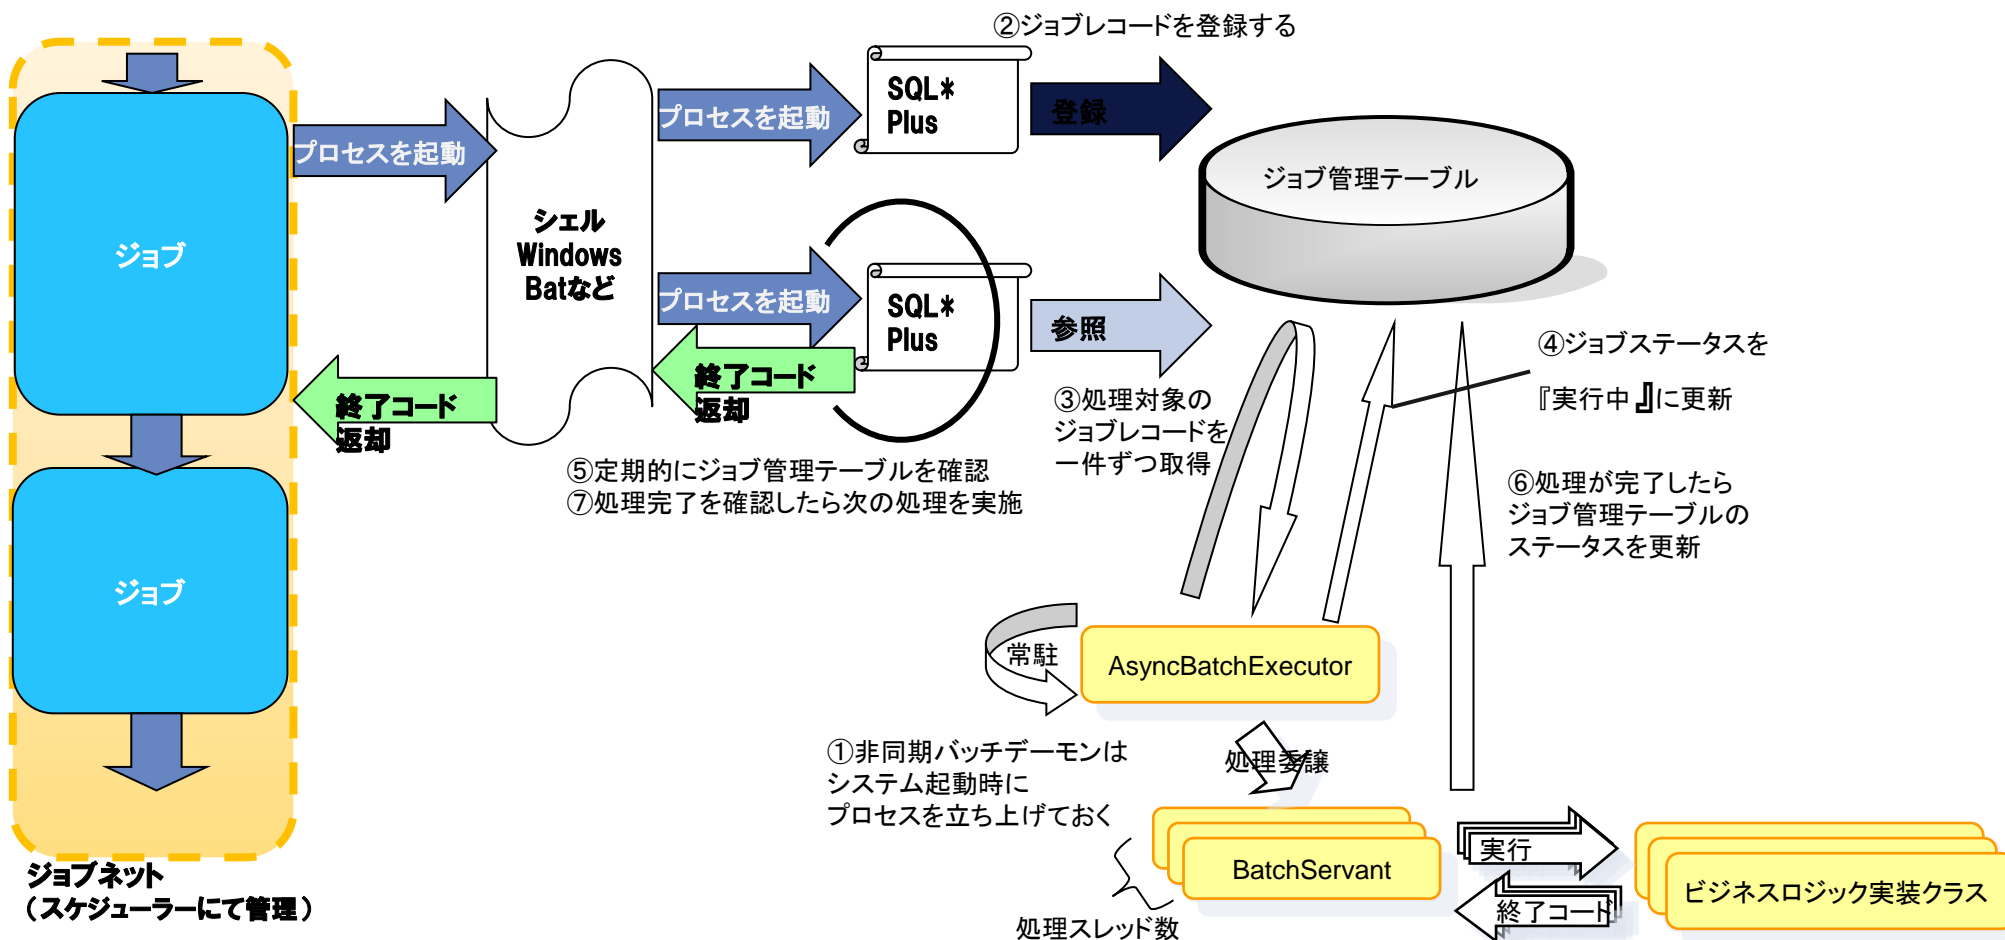 ②ジョブレコードを登録する
プロセスを起動
プロセスを起動
SQL*
Plus
登録
ジョブ管理テーブル
ジョブ
シェル
Windows
Batなど
プロセスを起動
SQL*
Plus
参照
終了コード
返却
終了コード
返却
③処理対象の
ジョブレコードを
一件ずつ取得
④ジョブステータスを
『実行中』に更新
⑤定期的にジョブ管理テーブルを確認
⑦処理完了を確認したら次の処理を実施
⑥処理が完了したら
ジョブ管理テーブルの
ステータスを更新
ジョブ
常駐
AsyncBatchExecutor
①非同期バッチデーモンは
システム起動時に
プロセスを立ち上げておく
処理委譲
BatchServant
実行
終了コード
ビジネスロジック実装クラス
処理スレッド数
ジョブネット
（スケジューラーにて管理）